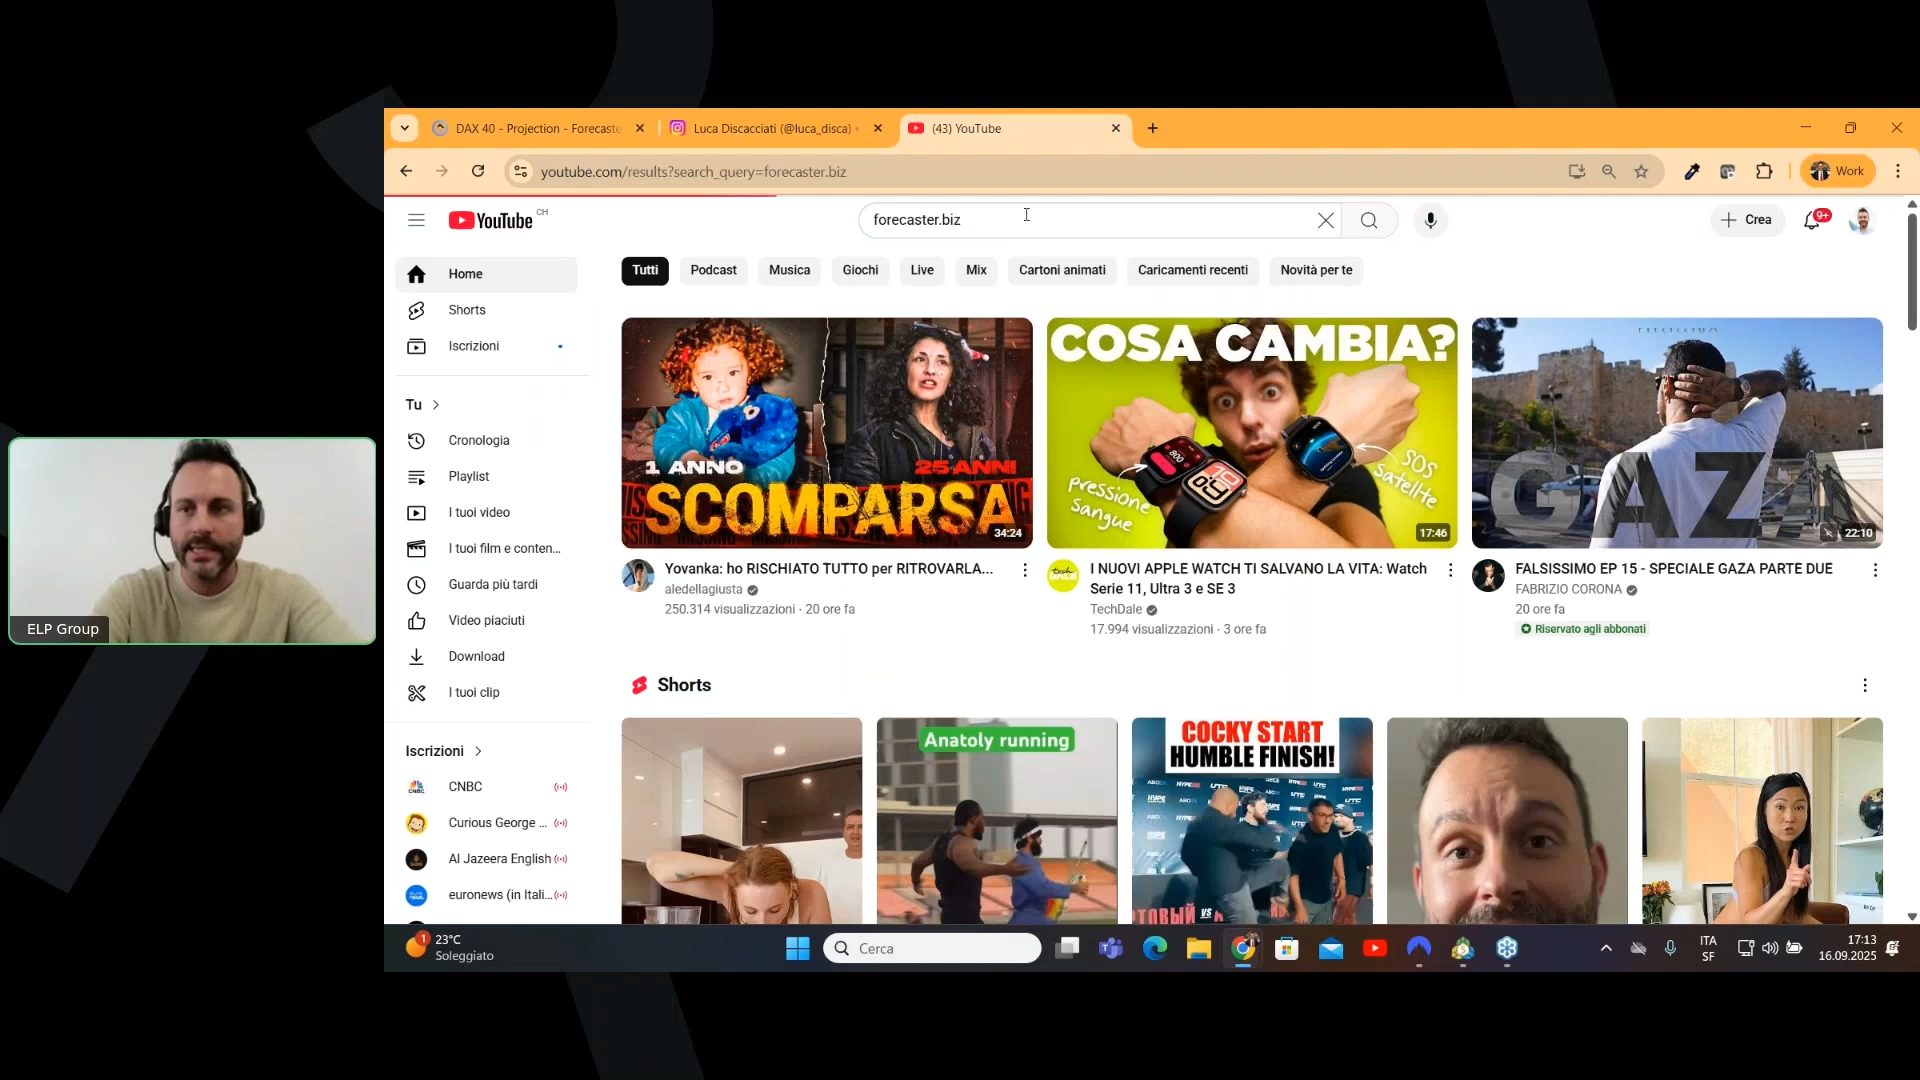 DAX 40 - Projection - Forecaste
Luca Discacciati (@luca_disca)
(43) YouTube
youtube.com/results?search_query=forecaster.biz
Work
YouTube CH
forecaster.biz
Crea
9+
Tutti
Podcast
Musica
Giochi
Live
Mix
Cartoni animati
Caricamenti recenti
Novità per te
Home
Shorts
Iscrizioni
Tu
Cronologia
Playlist
I tuoi video
I tuoi film e conten...
Guarda più tardi
Video piaciuti
Download
I tuoi clip
Iscrizioni
CNBC
Curious George ...
Al Jazeera English
euronews (in Itali...
1 ANNO
25 ANNI
SCOMPARSA
34:24
Yovanka: ho RISCHIATO TUTTO per RITROVARLA...
aledellagiusta
250.314 visualizzazioni · 20 ore fa
COSA CAMBIA?
pressione
Sangue
SOS
Satellite
17:46
I NUOVI APPLE WATCH TI SALVANO LA VITA: Watch
Serie 11, Ultra 3 e SE 3
TechDale
17.994 visualizzazioni · 3 ore fa
FALSISSIMO
GAZ
22:10
FALSISSIMO EP 15 - SPECIALE GAZA PARTE DUE
FABRIZIO CORONA
20 ore fa
Riservato agli abbonati
Shorts
Anatoly running
COCKY START
HUMBLE FINISH!
VS
ELP Group
1
23°C
Soleggiato
Cerca
ITA
SF
17:13
16.09.2025